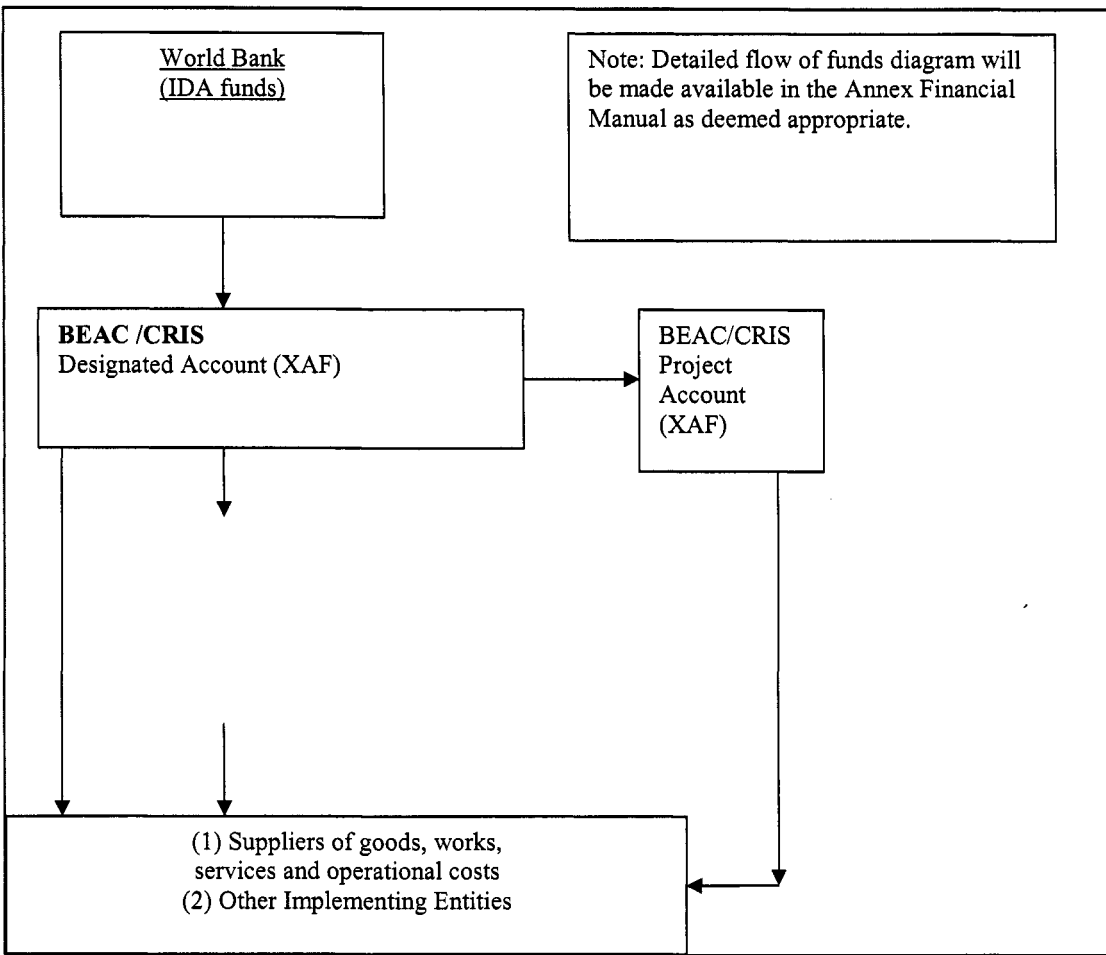 World Bank
(IDA funds)
Note: Detailed flow of funds diagram will
be made available in the Annex Financial
Manual as deemed appropriate.
BEAC /CRIS
Designated Account (XAF)
BEAC/CRIS
Project
Account
(XAF)
(1) Suppliers of goods, works,
services and operational costs
(2) Other Implementing Entities